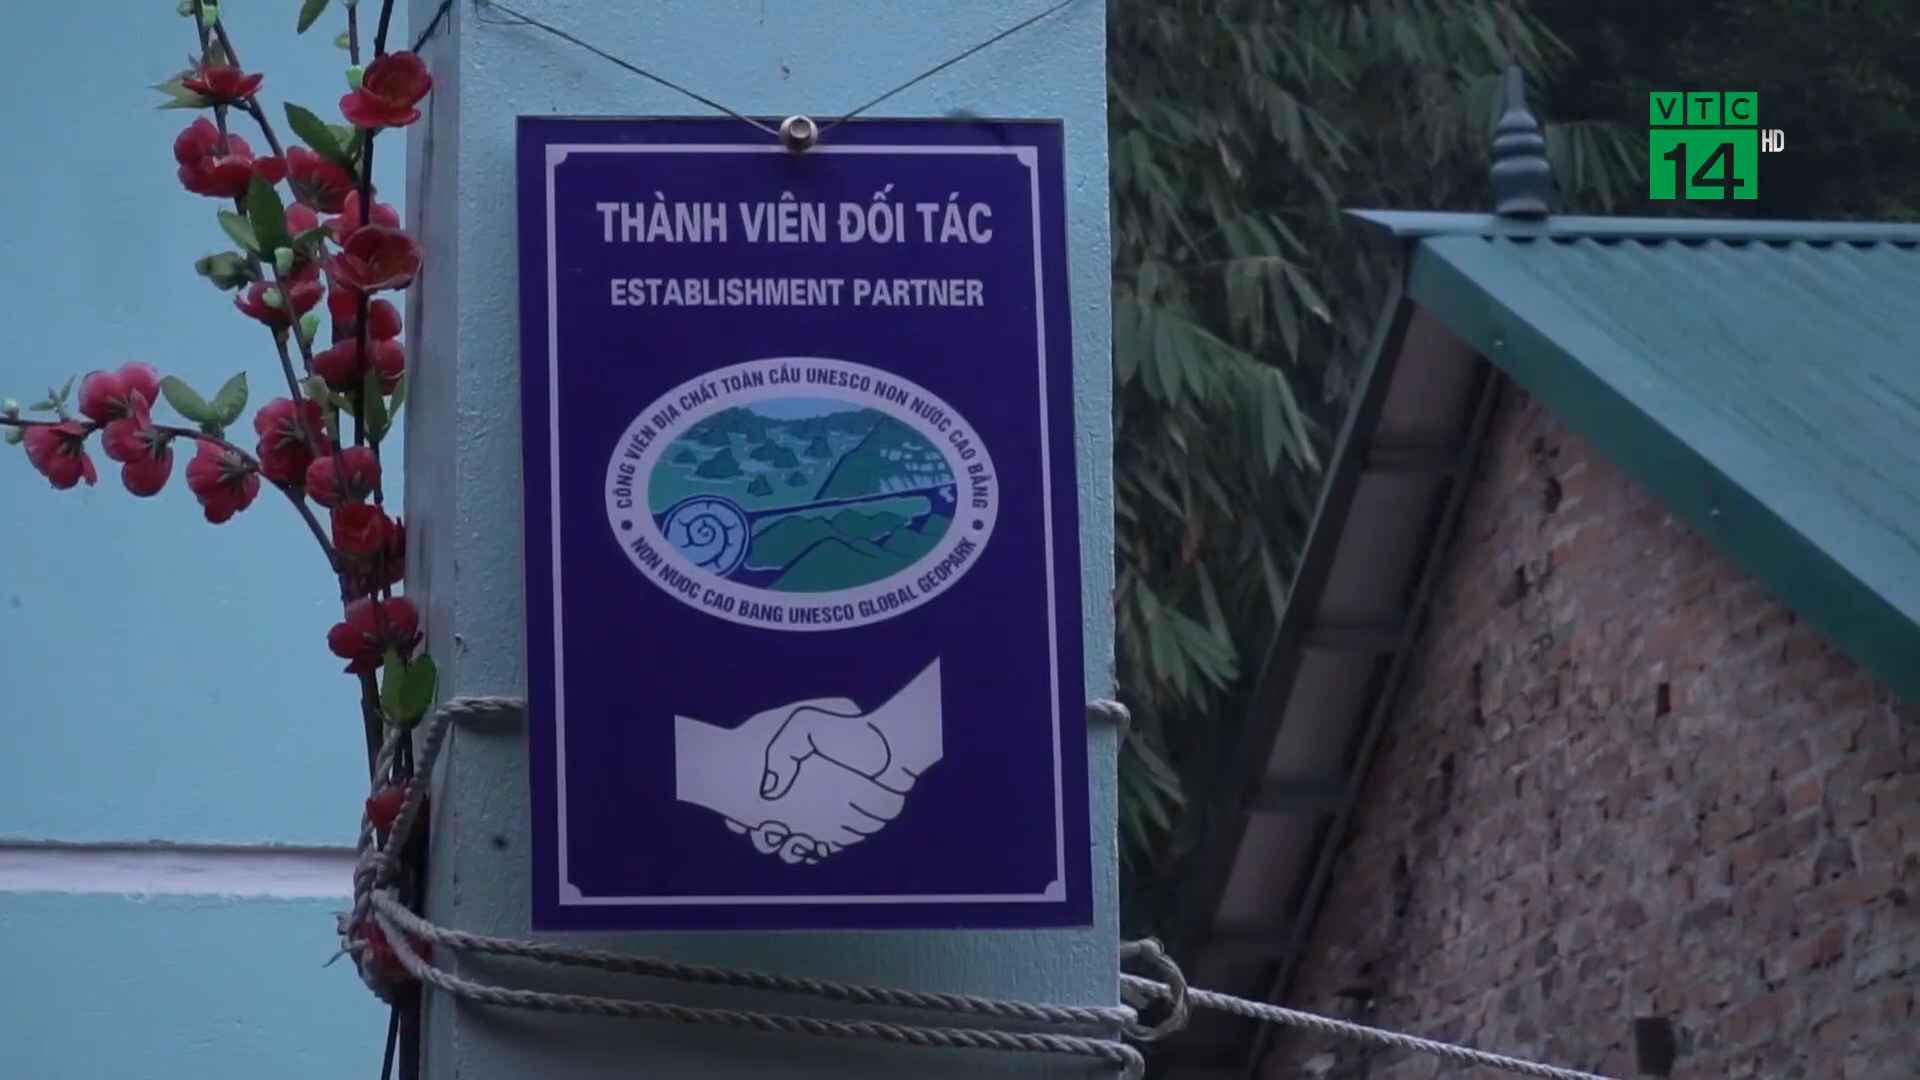 VTC
14 HD
THÀNH VIÊN ĐỐI TÁC
ESTABLISHMENT PARTNER
CÔNG VIÊN ĐỊA CHẤT TOÀN CẦU UNESCO NON NƯỚC CAO BẰNG
NON NUOC CAO BANG UNESCO GLOBAL GEOPARK